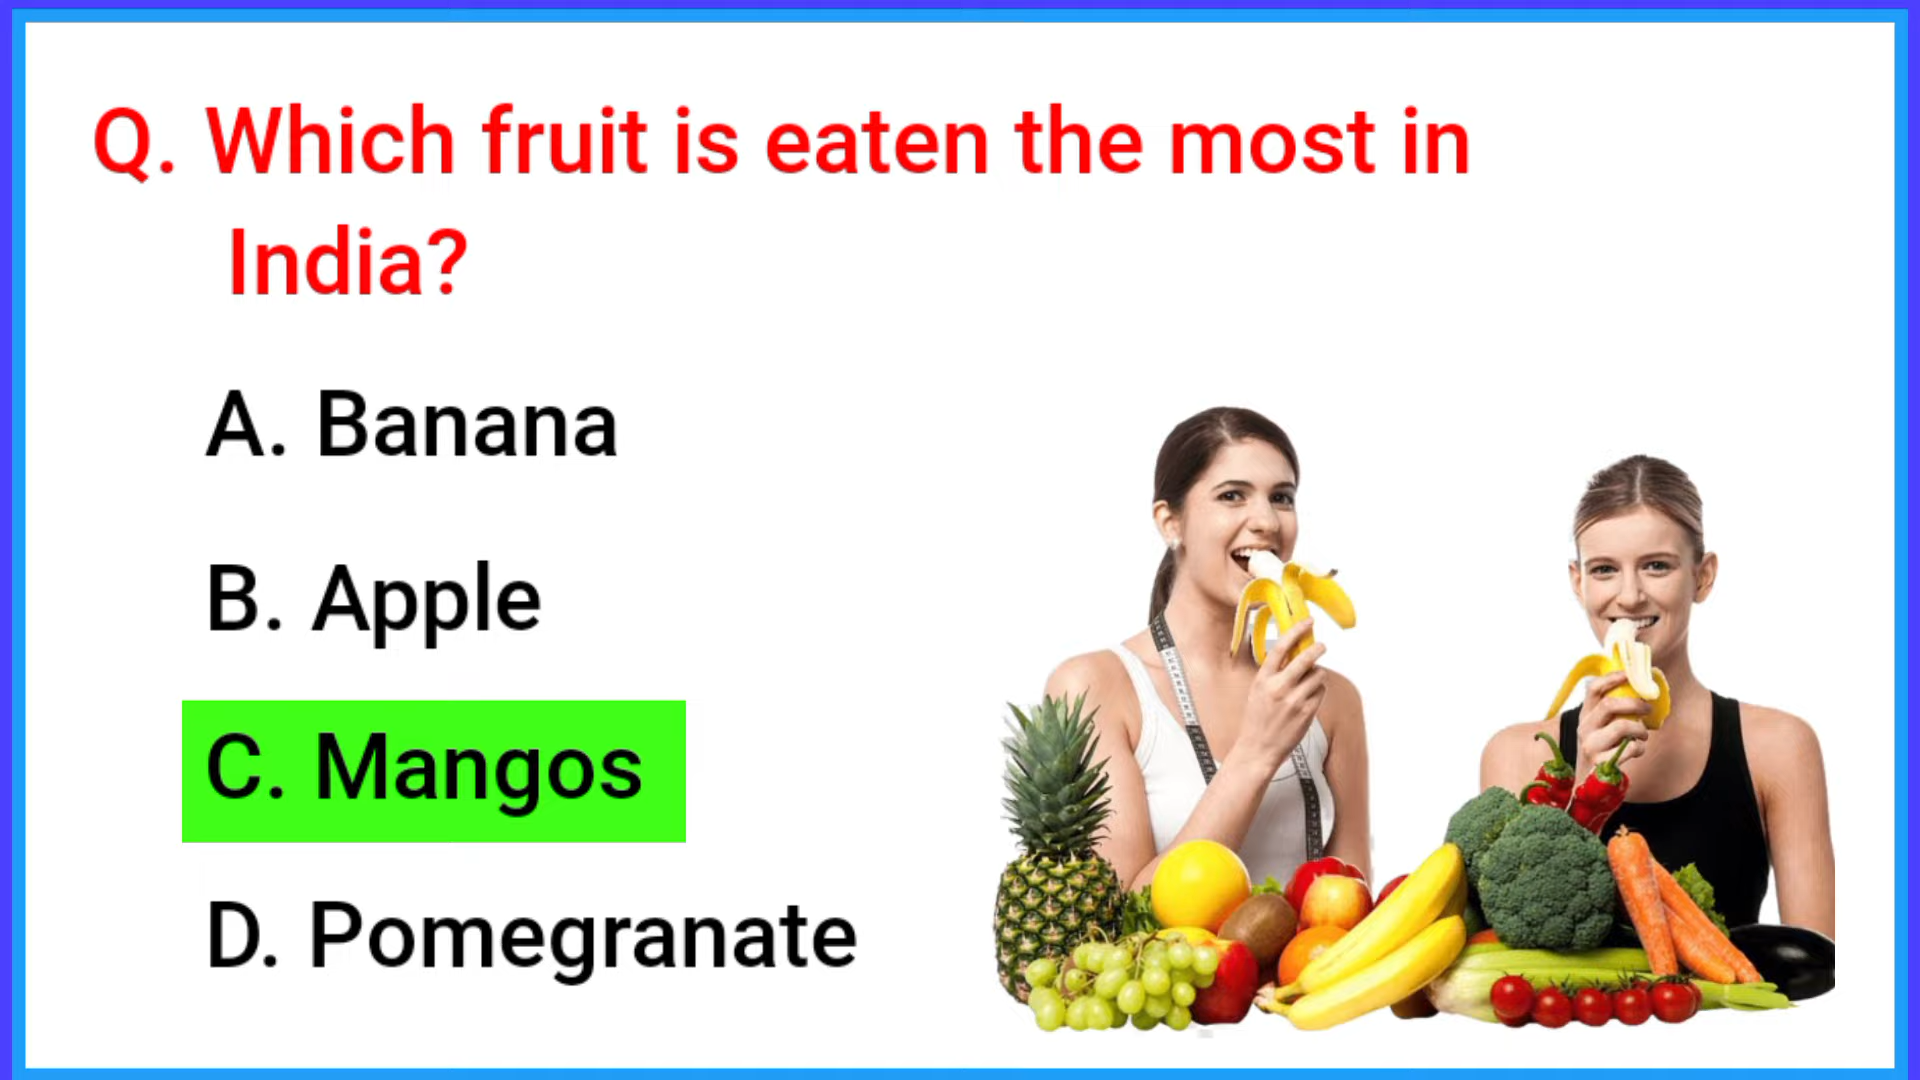 Q. Which fruit is eaten the most in
India?
A. Banana
B. Apple
C. Mangos
D. Pomegranate